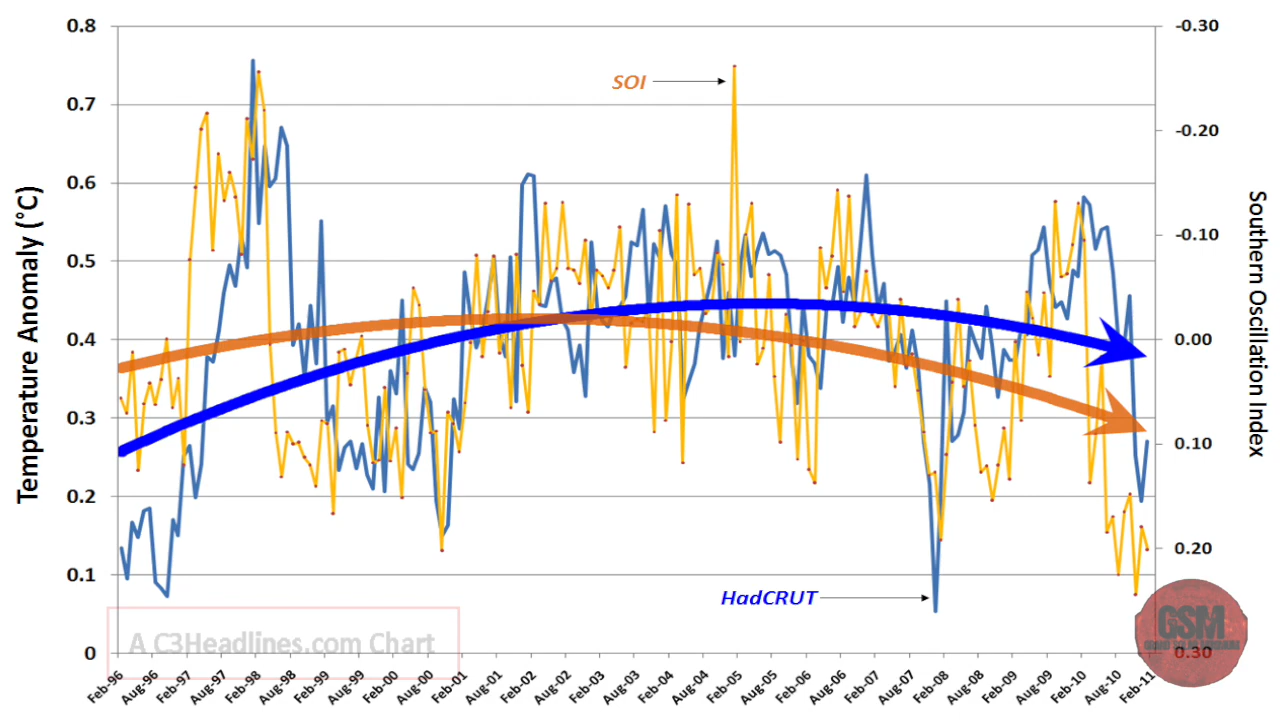 0.8
0.7
0.6
0.5
0.4
0.3
0.2
0.1
0
Temperature Anomaly (°C)
-0.30
-0.20
-0.10
0.00
0.10
0.20
0.30
Southern Oscillation Index
SOI
HadCRUT
A C3Headlines.com Chart
GSM
Feb-96
Aug-96
Feb-97
Aug-97
Feb-98
Aug-98
Feb-99
Aug-99
Feb-00
Aug-00
Feb-01
Aug-01
Feb-02
Aug-02
Feb-03
Aug-03
Feb-04
Aug-04
Feb-05
Aug-05
Feb-06
Aug-06
Feb-07
Aug-07
Feb-08
Aug-08
Feb-09
Aug-09
Feb-10
Aug-10
Feb-11